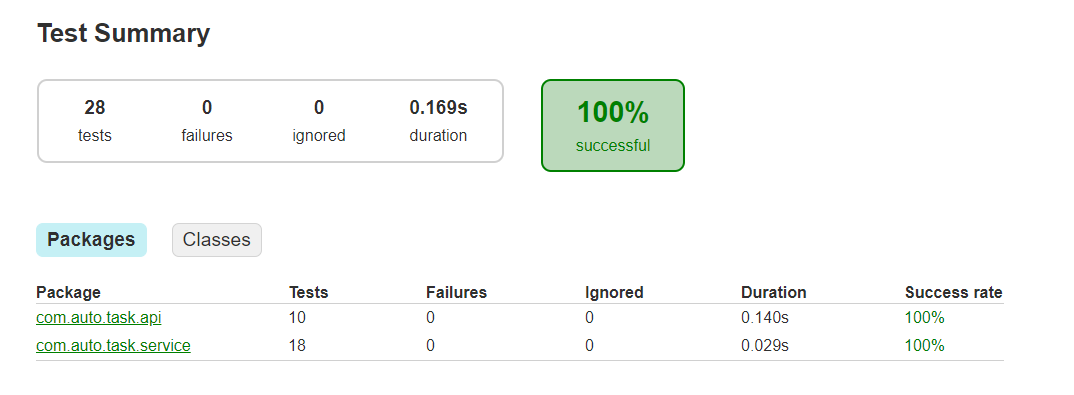 Test Summary
28 0 0 0.169s
tests failures ignored duration
100%
successful
Packages Classes
Package Tests Failures Ignored Duration Success rate
com.auto.task.api 10 0 0 0.140s 100%
com.auto.task.service 18 0 0 0.029s 100%